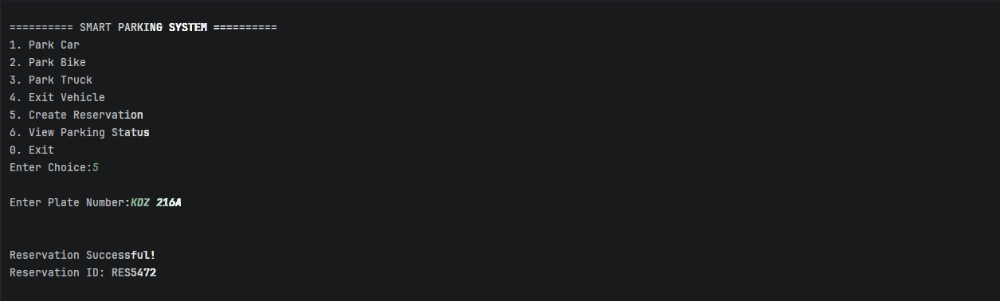 ========== SMART PARKING SYSTEM ==========
1. Park Car
2. Park Bike
3. Park Truck
4. Exit Vehicle
5. Create Reservation
6. View Parking Status
0. Exit
Enter Choice:5
Enter Plate Number:KDZ 216A
Reservation Successful!
Reservation ID: RES5472